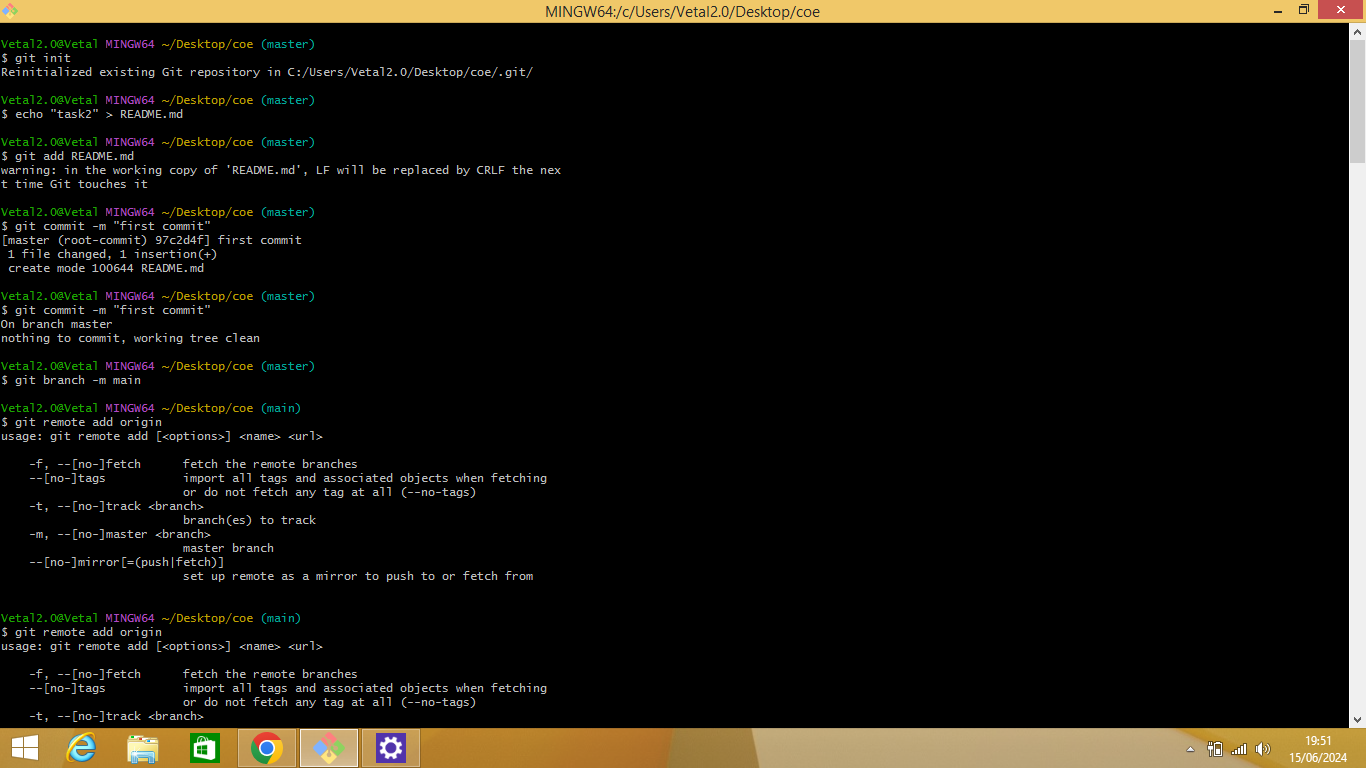 MINGW64:/c/Users/Vetal2.0/Desktop/coe
Vetal2.0@Vetal MINGW64 ~/Desktop/coe (master)
$ git init
Reinitialized existing Git repository in C:/Users/Vetal2.0/Desktop/coe/.git/
Vetal2.0@Vetal MINGW64 ~/Desktop/coe (master)
$ echo "task2" > README.md
Vetal2.0@Vetal MINGW64 ~/Desktop/coe (master)
$ git add README.md
warning: in the working copy of 'README.md', LF will be replaced by CRLF the nex
t time Git touches it
Vetal2.0@Vetal MINGW64 ~/Desktop/coe (master)
$ git commit -m "first commit"
[master (root-commit) 97c2d4f] first commit
 1 file changed, 1 insertion(+)
 create mode 100644 README.md
Vetal2.0@Vetal MINGW64 ~/Desktop/coe (master)
$ git commit -m "first commit"
On branch master
nothing to commit, working tree clean
Vetal2.0@Vetal MINGW64 ~/Desktop/coe (master)
$ git branch -m main
Vetal2.0@Vetal MINGW64 ~/Desktop/coe (main)
$ git remote add origin
usage: git remote add [<options>] <name> <url>
    -f, --[no-]fetch      fetch the remote branches
    --[no-]tags           import all tags and associated objects when fetching
                          or do not fetch any tag at all (--no-tags)
    -t, --[no-]track <branch>
                          branch(es) to track
    -m, --[no-]master <branch>
                          master branch
    --[no-]mirror[=(push|fetch)]
                          set up remote as a mirror to push to or fetch from
Vetal2.0@Vetal MINGW64 ~/Desktop/coe (main)
$ git remote add origin
usage: git remote add [<options>] <name> <url>
    -f, --[no-]fetch      fetch the remote branches
    --[no-]tags           import all tags and associated objects when fetching
                          or do not fetch any tag at all (--no-tags)
    -t, --[no-]track <branch>
19:51
15/06/2024